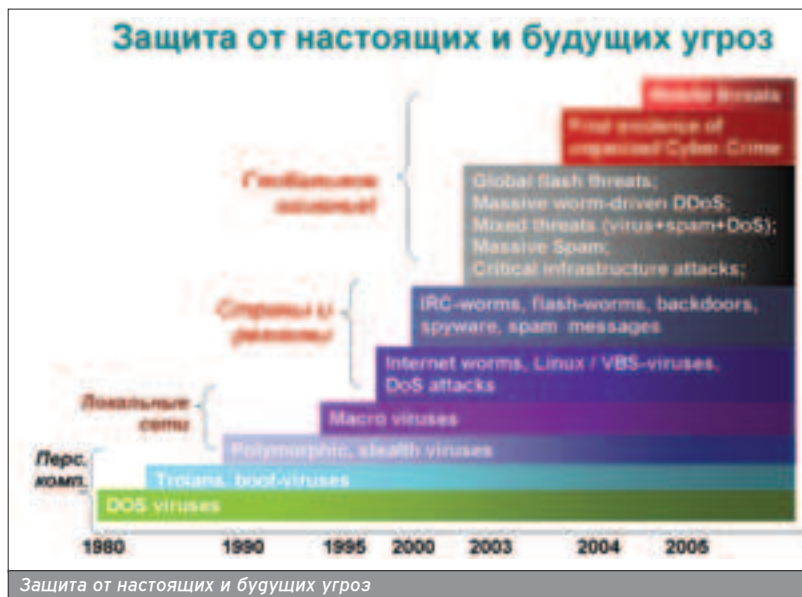 Защита от настоящих и будущих угроз
threats
First evidence of
organized Cyber Crime
Глобальное
Global flash threats;
Massive worm-driven DDoS;
Mixed threats (virus+spam+DoS);
Massive Spam;
Critical infrastructure attacks;
Страны и
регионы
IRC-worms, flash-worms, backdoors,
spyware, spam messages
Internet worms, Linux / VBS-viruses,
DoS attacks
Локальные
сети
Macro viruses
Polymorphic, stealth viruses
Перс.
комп.
Trojans, boot-viruses
DOS viruses
1980 1990 1995 2000 2003 2004 2005
Защита от настоящих и будущих угроз